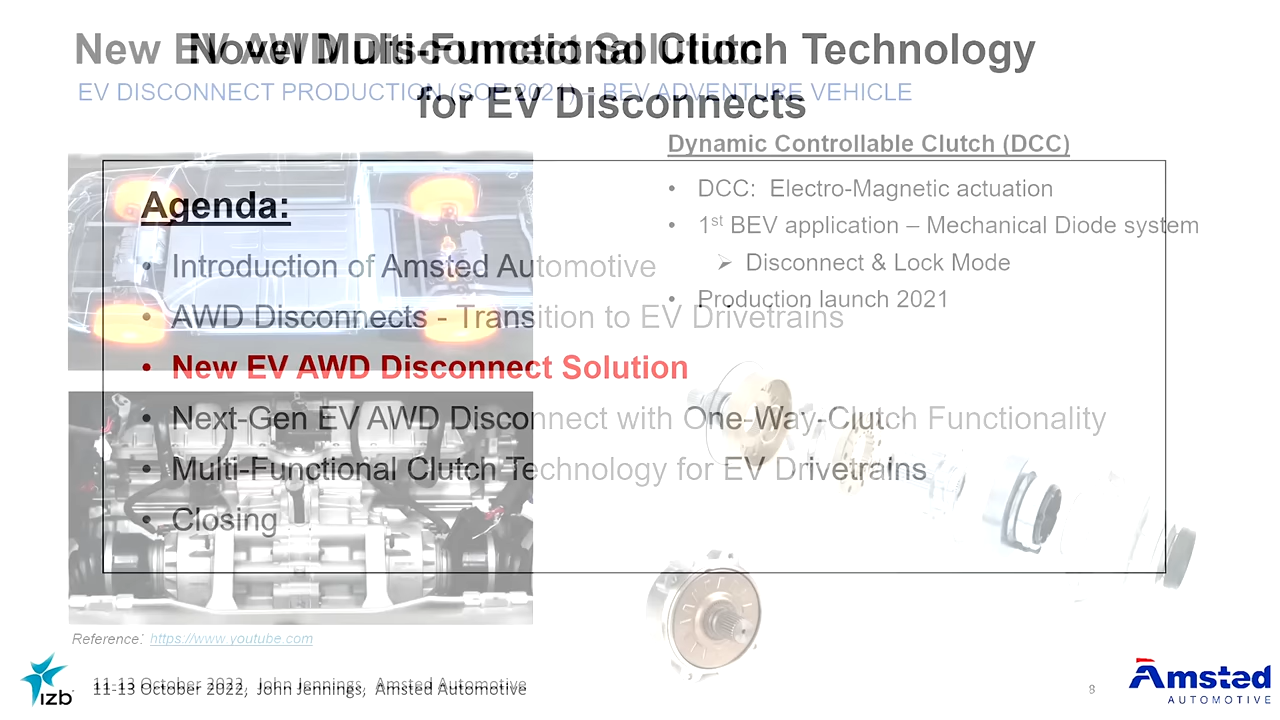 New EV AWD Disconnect Solution
Novel Multi-Functional Clutch Technology
for EV Disconnects
EV DISCONNECT PRODUCTION (SOP 2021) – BEV ADVENTURE VEHICLE
Dynamic Controllable Clutch (DCC)
• DCC: Electro-Magnetic actuation
• 1st BEV application – Mechanical Diode system
➢ Disconnect & Lock Mode
• Production launch 2021
Agenda:
• Introduction of Amsted Automotive
• AWD Disconnects - Transition to EV Drivetrains
• New EV AWD Disconnect Solution
• Next-Gen EV AWD Disconnect with One-Way-Clutch Functionality
• Multi-Functional Clutch Technology for EV Drivetrains
• Closing
Reference: https://www.youtube.com
izb
11-13 October 2022, John Jennings, Amsted Automotive
Amsted
AUTOMOTIVE